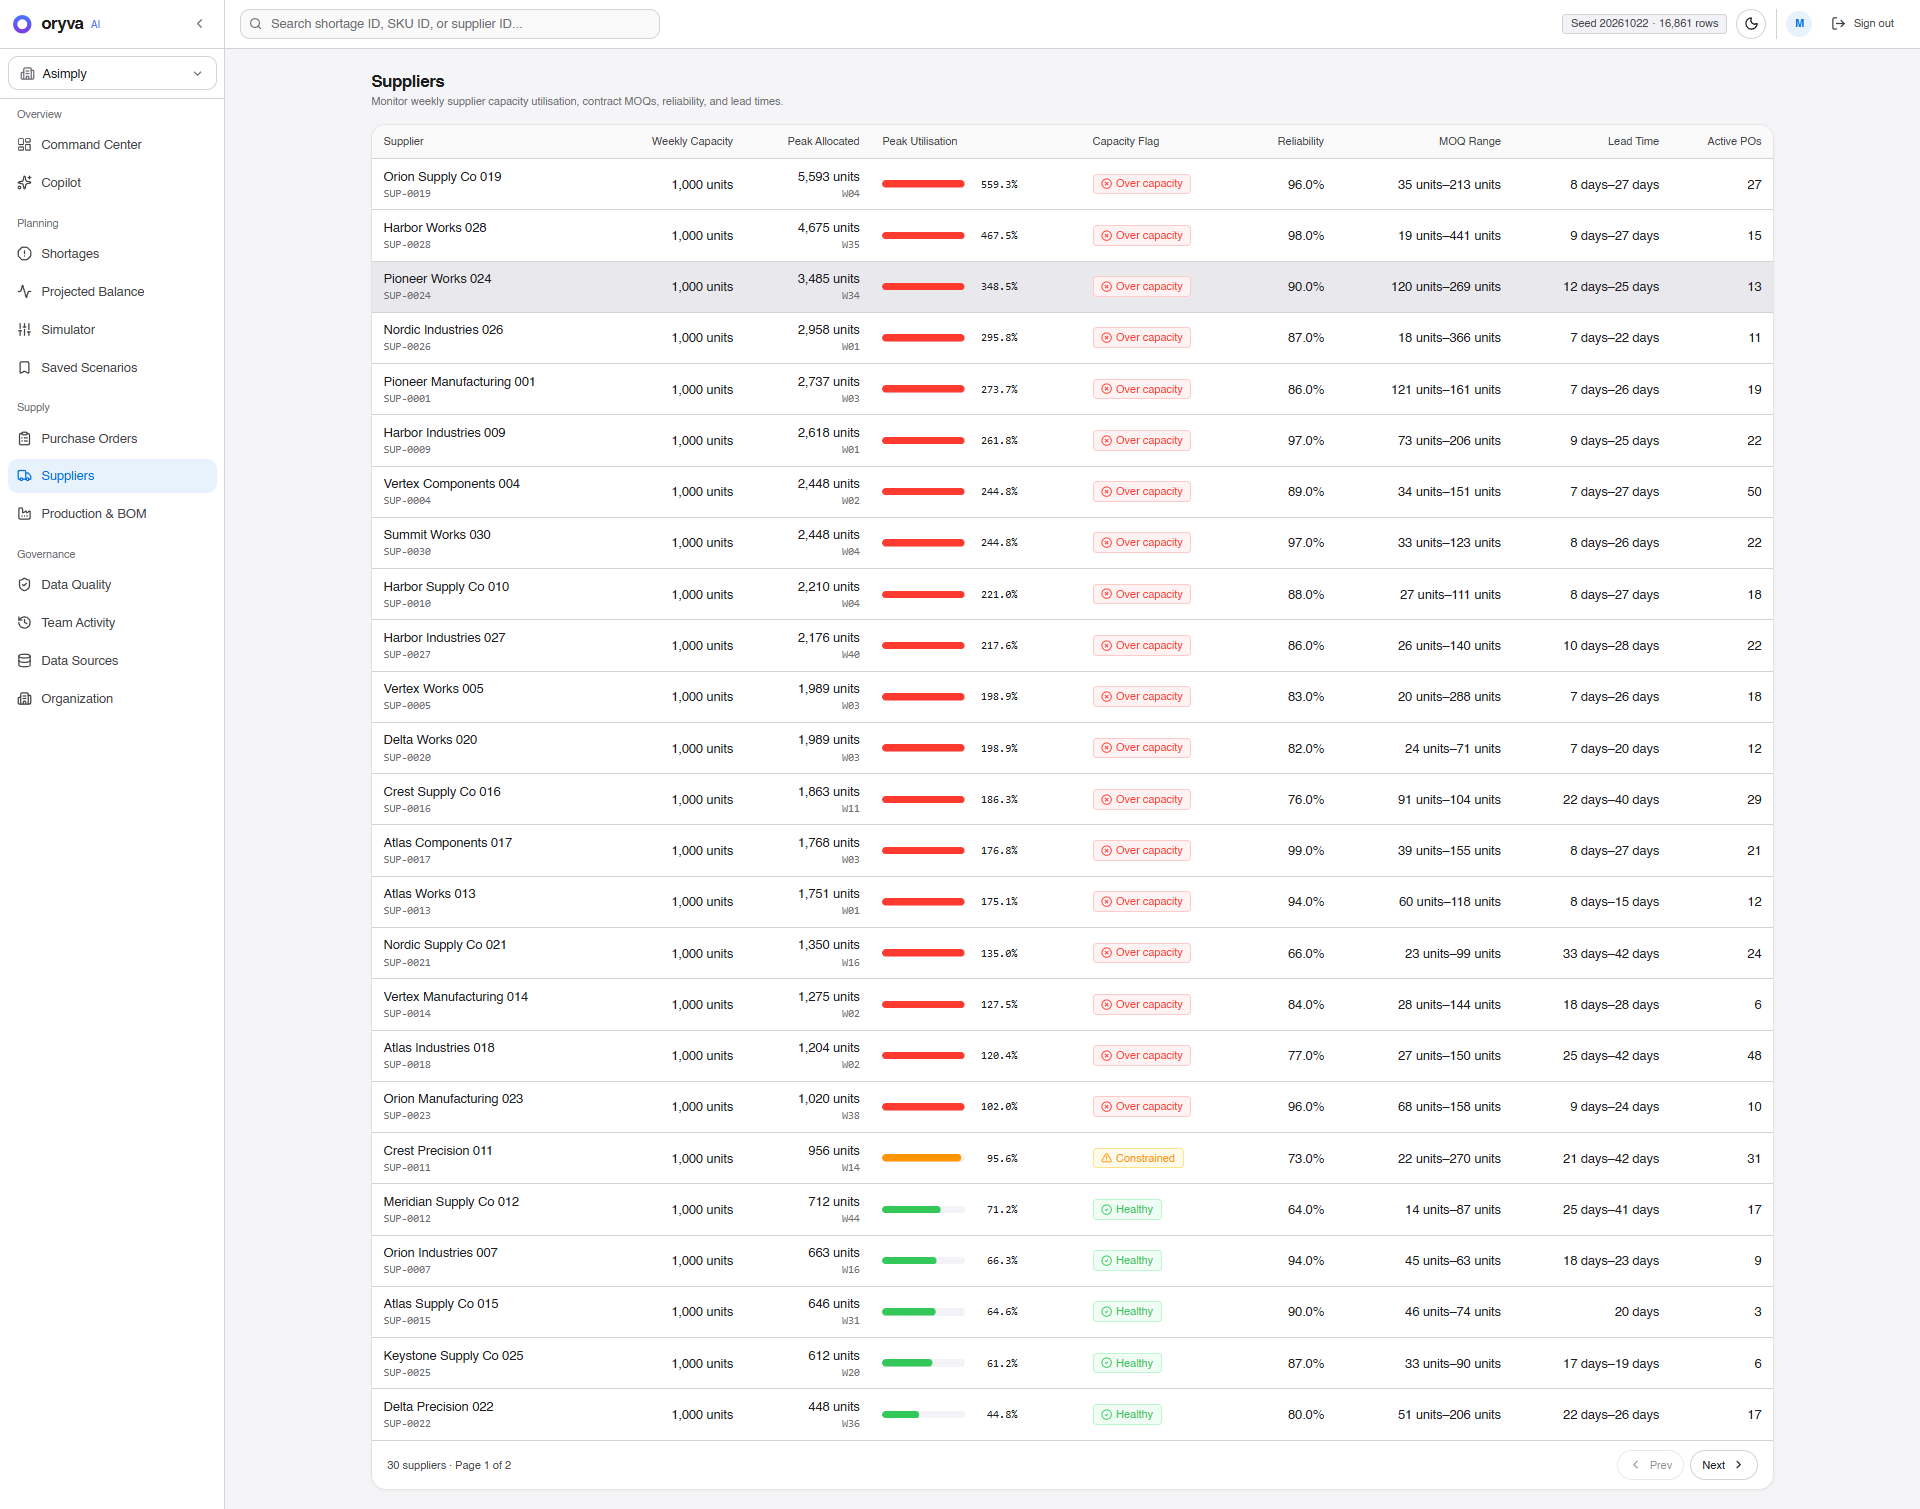 oryva AI
Search shortage ID, SKU ID, or supplier ID...
Seed 20261022 · 16,861 rows
M
Sign out
Asimply
Overview
Command Center
Copilot
Planning
Shortages
Projected Balance
Simulator
Saved Scenarios
Supply
Purchase Orders
Suppliers
Production & BOM
Governance
Data Quality
Team Activity
Data Sources
Organization
Suppliers
Monitor weekly supplier capacity utilisation, contract MOQs, reliability, and lead times.
Supplier Weekly Capacity Peak Allocated Peak Utilisation Capacity Flag Reliability MOQ Range Lead Time Active POs
Orion Supply Co 019 1,000 units 5,593 units 559.3% Over capacity 96.0% 35 units–213 units 8 days–27 days 27
SUP-0019 W04
Harbor Works 028 1,000 units 4,675 units 467.5% Over capacity 98.0% 19 units–441 units 9 days–27 days 15
SUP-0028 W35
Pioneer Works 024 1,000 units 3,485 units 348.5% Over capacity 90.0% 120 units–269 units 12 days–25 days 13
SUP-0024 W34
Nordic Industries 026 1,000 units 2,958 units 295.8% Over capacity 87.0% 18 units–366 units 7 days–22 days 11
SUP-0026 W01
Pioneer Manufacturing 001 1,000 units 2,737 units 273.7% Over capacity 86.0% 121 units–161 units 7 days–26 days 19
SUP-0001 W03
Harbor Industries 009 1,000 units 2,618 units 261.8% Over capacity 97.0% 73 units–206 units 9 days–25 days 22
SUP-0009 W01
Vertex Components 004 1,000 units 2,448 units 244.8% Over capacity 89.0% 34 units–151 units 7 days–27 days 50
SUP-0004 W02
Summit Works 030 1,000 units 2,448 units 244.8% Over capacity 97.0% 33 units–123 units 8 days–26 days 22
SUP-0030 W04
Harbor Supply Co 010 1,000 units 2,210 units 221.0% Over capacity 88.0% 27 units–111 units 8 days–27 days 18
SUP-0010 W04
Harbor Industries 027 1,000 units 2,176 units 217.6% Over capacity 86.0% 26 units–140 units 10 days–28 days 22
SUP-0027 W40
Vertex Works 005 1,000 units 1,989 units 198.9% Over capacity 83.0% 20 units–288 units 7 days–26 days 18
SUP-0005 W03
Delta Works 020 1,000 units 1,989 units 198.9% Over capacity 82.0% 24 units–71 units 7 days–20 days 12
SUP-0020 W03
Crest Supply Co 016 1,000 units 1,863 units 186.3% Over capacity 76.0% 91 units–104 units 22 days–40 days 29
SUP-0016 W11
Atlas Components 017 1,000 units 1,768 units 176.8% Over capacity 99.0% 39 units–155 units 8 days–27 days 21
SUP-0017 W03
Atlas Works 013 1,000 units 1,751 units 175.1% Over capacity 94.0% 60 units–118 units 8 days–15 days 12
SUP-0013 W01
Nordic Supply Co 021 1,000 units 1,350 units 135.0% Over capacity 66.0% 23 units–99 units 33 days–42 days 24
SUP-0021 W16
Vertex Manufacturing 014 1,000 units 1,275 units 127.5% Over capacity 84.0% 28 units–144 units 18 days–28 days 6
SUP-0014 W02
Atlas Industries 018 1,000 units 1,204 units 120.4% Over capacity 77.0% 27 units–150 units 25 days–42 days 48
SUP-0018 W02
Orion Manufacturing 023 1,000 units 1,020 units 102.0% Over capacity 96.0% 68 units–158 units 9 days–24 days 10
SUP-0023 W38
Crest Precision 011 1,000 units 956 units 95.6% Constrained 73.0% 22 units–270 units 21 days–42 days 31
SUP-0011 W14
Meridian Supply Co 012 1,000 units 712 units 71.2% Healthy 64.0% 14 units–87 units 25 days–41 days 17
SUP-0012 W44
Orion Industries 007 1,000 units 663 units 66.3% Healthy 94.0% 45 units–63 units 18 days–23 days 9
SUP-0007 W16
Atlas Supply Co 015 1,000 units 646 units 64.6% Healthy 90.0% 46 units–74 units 20 days 3
SUP-0015 W31
Keystone Supply Co 025 1,000 units 612 units 61.2% Healthy 87.0% 33 units–90 units 17 days–19 days 6
SUP-0025 W20
Delta Precision 022 1,000 units 448 units 44.8% Healthy 80.0% 51 units–206 units 22 days–26 days 17
SUP-0022 W36
30 suppliers · Page 1 of 2
Prev
Next